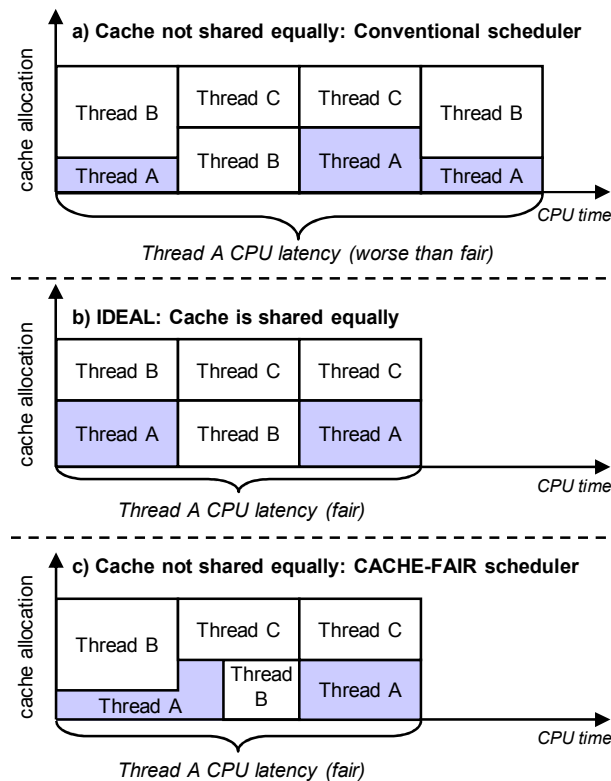 a) Cache not shared equally: Conventional scheduler
cache allocation
Thread B
Thread C
Thread C
Thread B
Thread A
Thread B
Thread A
Thread A
CPU time
Thread A CPU latency (worse than fair)
b) IDEAL: Cache is shared equally
cache allocation
Thread B
Thread C
Thread C
Thread A
Thread B
Thread A
CPU time
Thread A CPU latency (fair)
c) Cache not shared equally: CACHE-FAIR scheduler
cache allocation
Thread B
Thread C
Thread C
Thread A
Thread
B
Thread A
CPU time
Thread A CPU latency (fair)